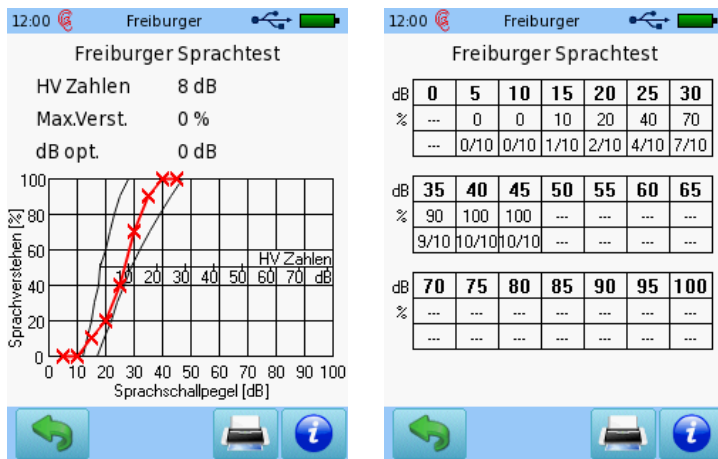 12:00 Freiburger
Freiburger Sprachtest
HV Zahlen 8 dB
Max.Verst. 0 %
dB opt. 0 dB
100
80
60
40
20
0
Sprachverstehen [%]
HV Zahlen
20 30 40 50 60 70 dB
0 10 20 30 40 50 60 70 80 90 100
Sprachschallpegel [dB]
12:00 Freiburger
Freiburger Sprachtest
dB 0 5 10 15 20 25 30
% --- 0 0 10 20 40 70
--- 0/10 0/10 1/10 2/10 4/10 7/10
dB 35 40 45 50 55 60 65
% 90 100 100 --- --- --- ---
9/10 10/10 10/10 --- --- --- ---
dB 70 75 80 85 90 95 100
% --- --- --- --- --- --- ---
--- --- --- --- --- --- ---